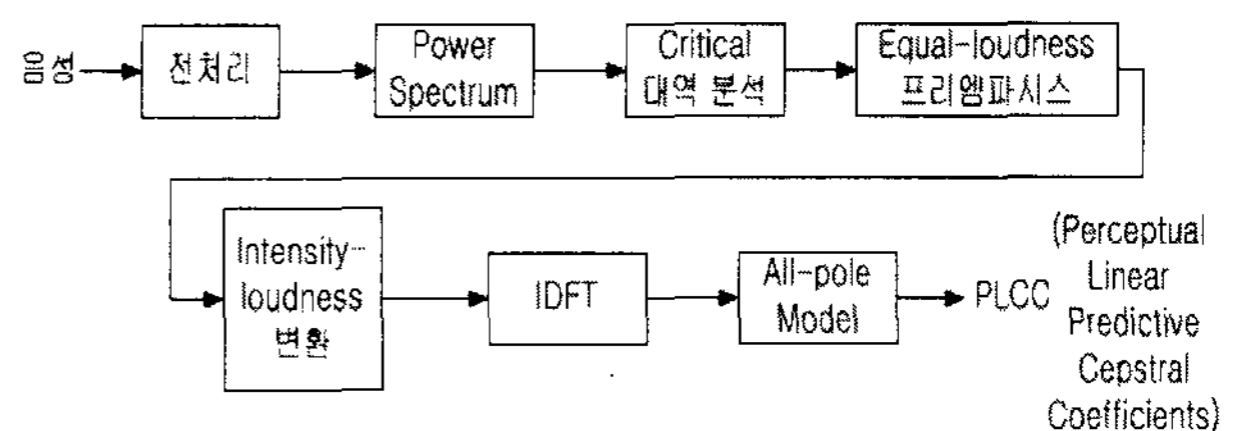 음성
전처리
Power
Spectrum
Critical
대역 분석
Equal-loudness
프리엠파시스
Intensity-
loudness
변환
IDFT
All-pole
Model
PLCC
(Perceptual
Linear
Predictive
Cepstral
Coefficients)